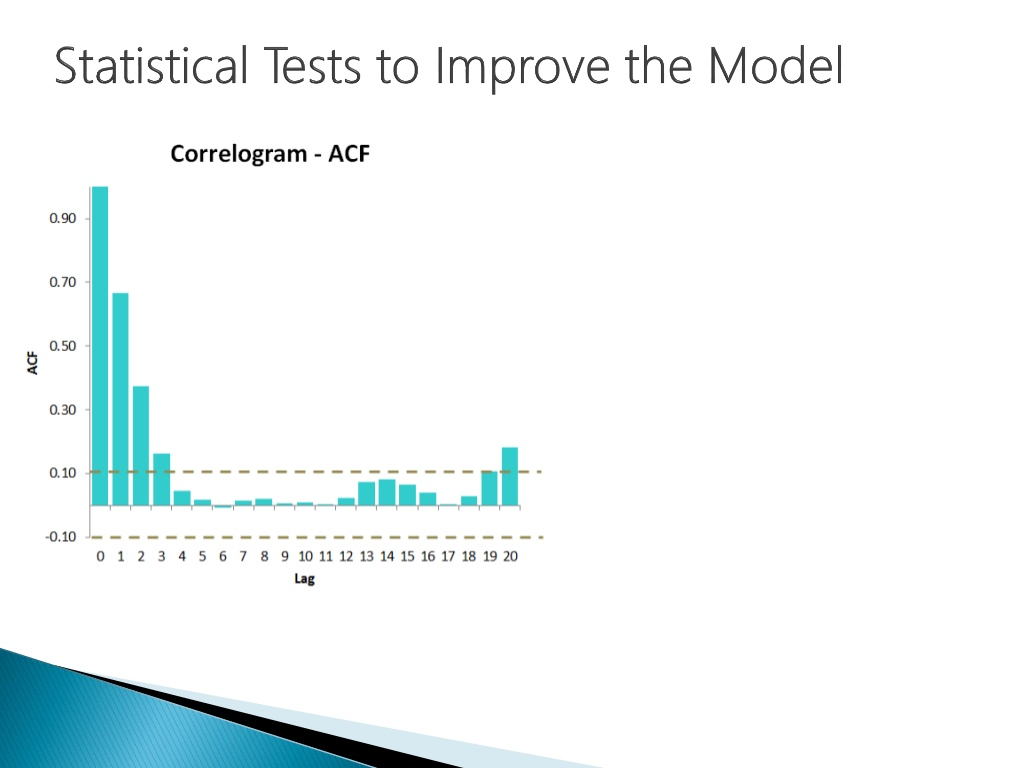 Statistical Tests to Improve the Model
Correlogram - ACF
0.90
0.70
0.50
0.30
0.10
-0.10
ACF
0 1 2 3 4 5 6 7 8 9 10 11 12 13 14 15 16 17 18 19 20
Lag